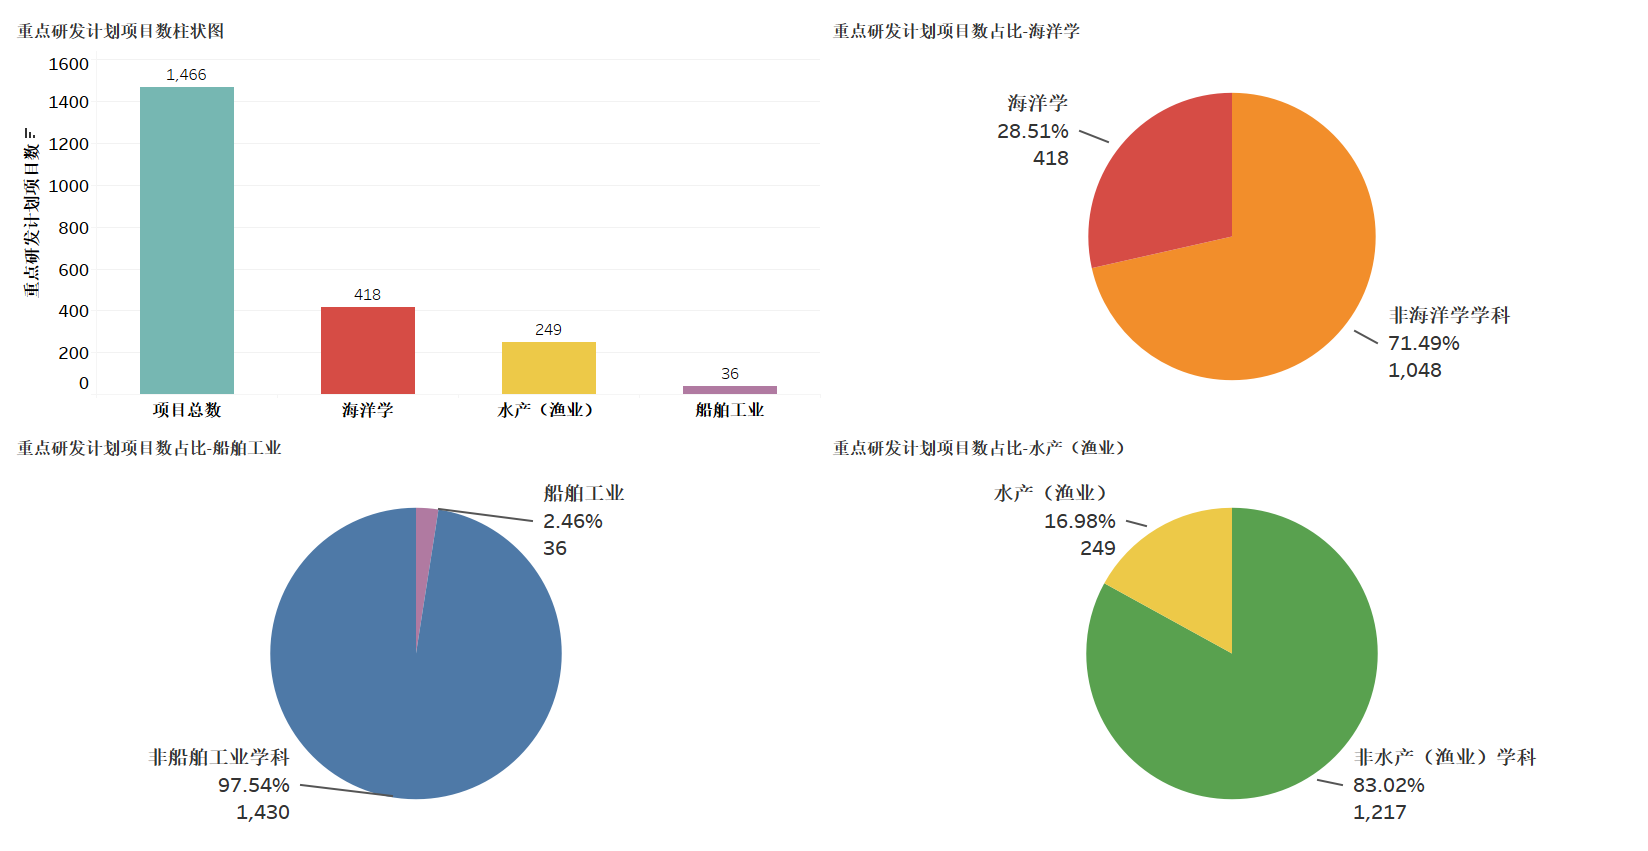 重点研发计划项目数柱状图
重点研发计划项目数
1600
1400
1200
1000
800
600
400
200
0
1,466
418
249
36
项目总数
海洋学
水产（渔业）
船舶工业
重点研发计划项目数占比-海洋学
海洋学
28.51%
418
非海洋学学科
71.49%
1,048
重点研发计划项目数占比-船舶工业
船舶工业
2.46%
36
非船舶工业学科
97.54%
1,430
重点研发计划项目数占比-水产（渔业）
水产（渔业）
16.98%
249
非水产（渔业）学科
83.02%
1,217